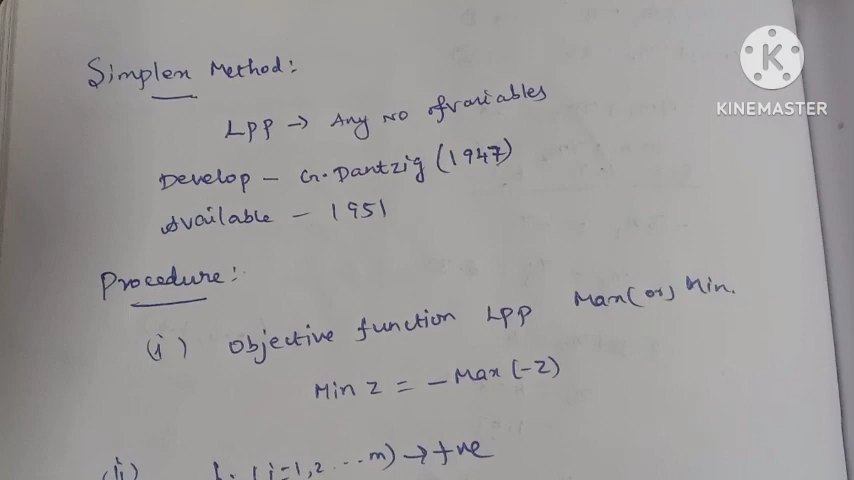 Simplex Method:
K
KINEMASTER
LPP → Any No of variables
Develop – G. Dantzig (1947)
Available – 1951
Procedure:
(i) Objective function LPP Max (or) Min.
Min Z = – Max (-Z)
(ii) (i=1,2 ... m) → +ve